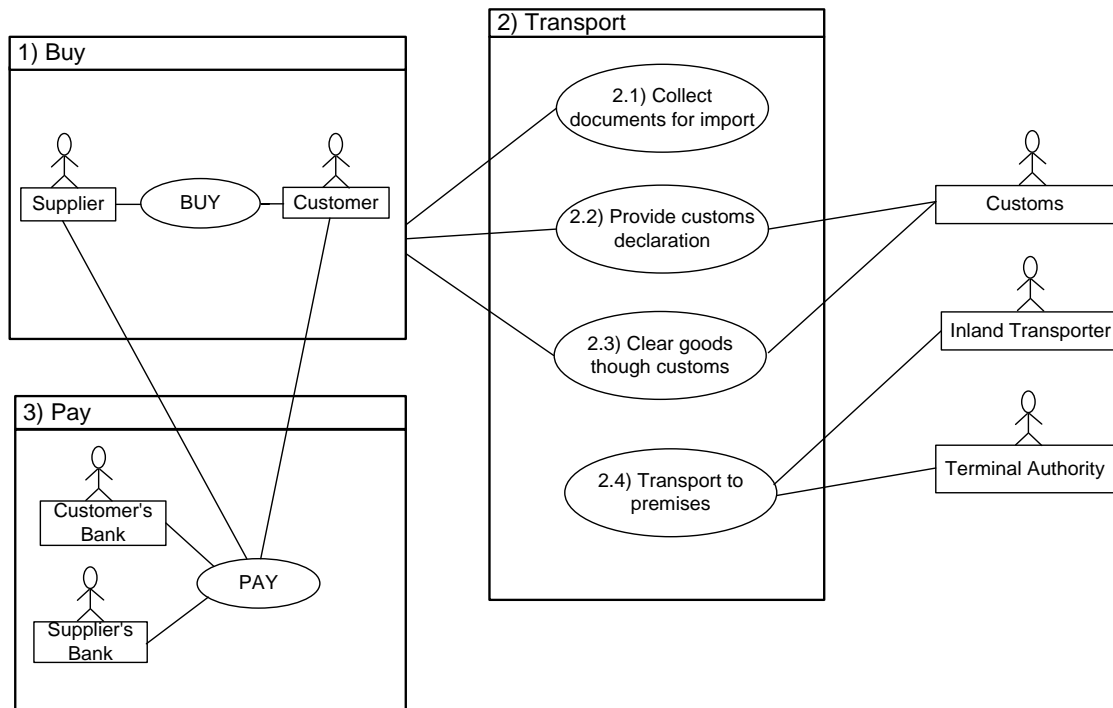 1) Buy
Supplier
BUY
Customer
2) Transport
2.1) Collect
documents for import
2.2) Provide customs
declaration
2.3) Clear goods
though customs
2.4) Transport to
premises
Customs
Inland Transporter
Terminal Authority
3) Pay
Customer's
Bank
PAY
Supplier's
Bank